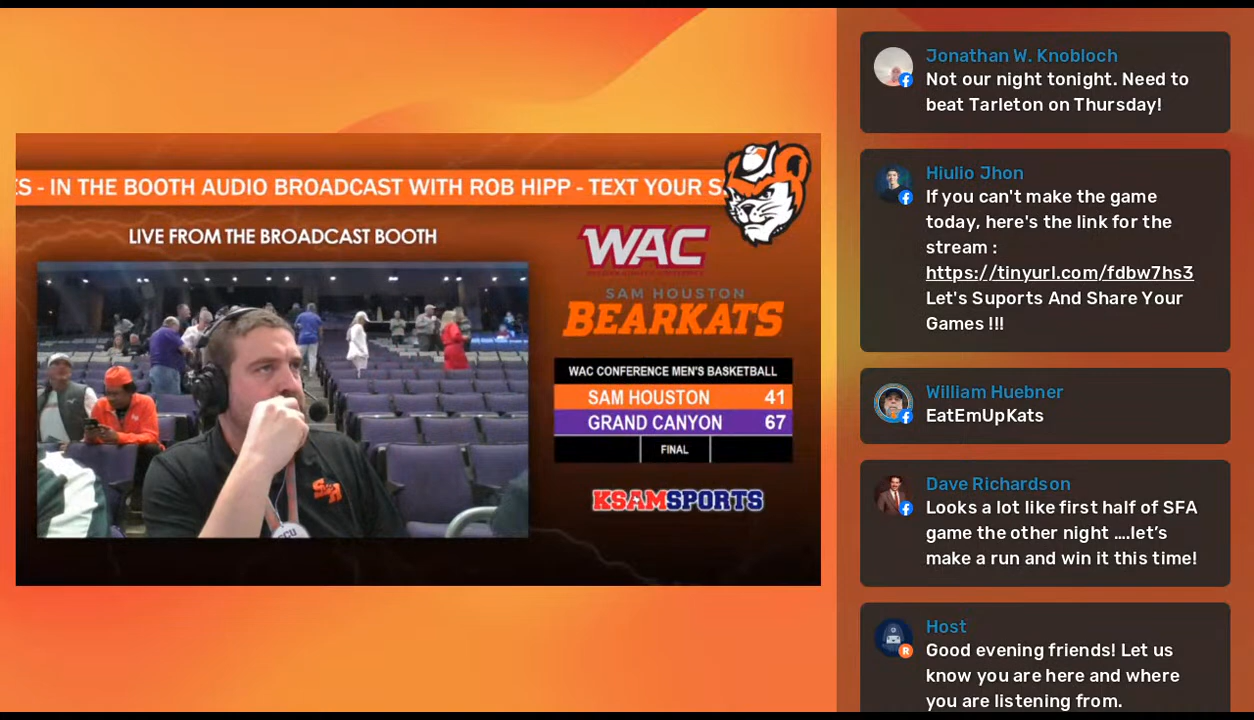 ES - IN THE BOOTH AUDIO BROADCAST WITH ROB HIPP - TEXT YOUR S
LIVE FROM THE BROADCAST BOOTH
WAC
SAM HOUSTON
BEARKATS
WAC CONFERENCE MEN'S BASKETBALL
SAM HOUSTON 41
GRAND CANYON 67
FINAL
KSAMSPORTS
SH
GCU
Jonathan W. Knobloch
Not our night tonight. Need to
beat Tarleton on Thursday!
Hiulio Jhon
If you can't make the game
today, here's the link for the
stream :
https://tinyurl.com/fdbw7hs3
Let's Suports And Share Your
Games !!!
William Huebner
EatEmUpKats
Dave Richardson
Looks a lot like first half of SFA
game the other night ....let’s
make a run and win it this time!
Host
Good evening friends! Let us
know you are here and where
you are listening from.